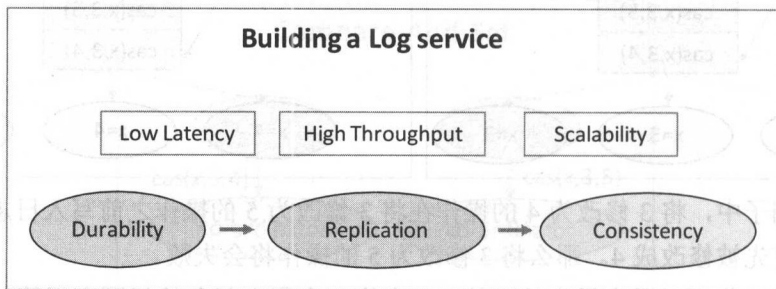 Building a Log service
Low Latency
High Throughput
Scalability
Durability
Replication
Consistency